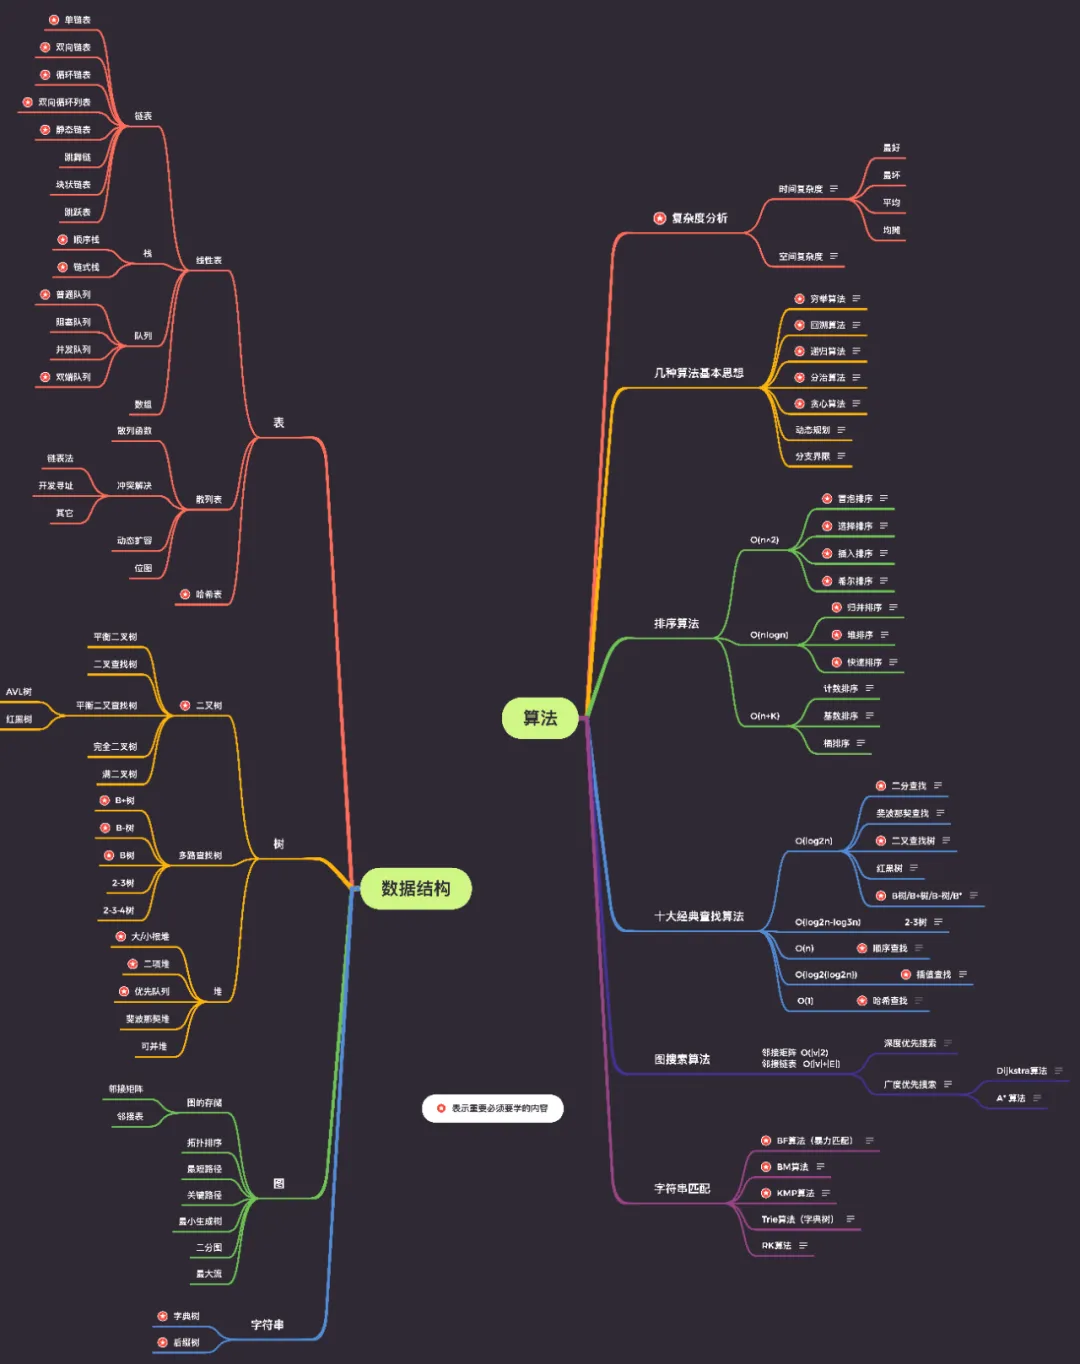 单链表
双向链表
循环链表
双向循环列表
静态链表
跳舞链
块状链表
跳跃表
链表
顺序栈
链式栈
栈
线性表
普通队列
阻塞队列
并发队列
双端队列
队列
数组
表
散列函数
链表法
开发寻址
其它
冲突解决
散列表
动态扩容
位图
哈希表
平衡二叉树
二叉查找树
AVL树
红黑树
平衡二叉查找树
二叉树
完全二叉树
满二叉树
B+树
B-树
B树
2-3树
2-3-4树
多路查找树
树
大/小根堆
二项堆
优先队列
斐波那契堆
可并堆
堆
数据结构
邻接矩阵
邻接表
图的存储
拓扑排序
最短路径
关键路径
最小生成树
二分图
最大流
图
字典树
后缀树
字符串
表示重要必须要学的内容
算法
复杂度分析
时间复杂度
最好
最坏
平均
均摊
空间复杂度
几种算法基本思想
穷举算法
回溯算法
递归算法
分治算法
贪心算法
动态规划
分支界限
排序算法
O(n^2)
冒泡排序
选择排序
插入排序
希尔排序
O(nlogn)
归并排序
堆排序
快速排序
O(n+K)
计数排序
基数排序
桶排序
十大经典查找算法
O(log2n)
二分查找
斐波那契查找
二叉查找树
红黑树
B树/B+树/B-树/B*
O(log2n-log3n)
2-3树
O(n)
顺序查找
O(log2(log2n))
插值查找
O(1)
哈希查找
图搜索算法
邻接矩阵 O(|v|2)
邻接链表 O(|v|+|E|)
深度优先搜索
广度优先搜索
Dijkstra算法
A* 算法
字符串匹配
BF算法（暴力匹配）
BM算法
KMP算法
Trie算法（字典树）
RK算法